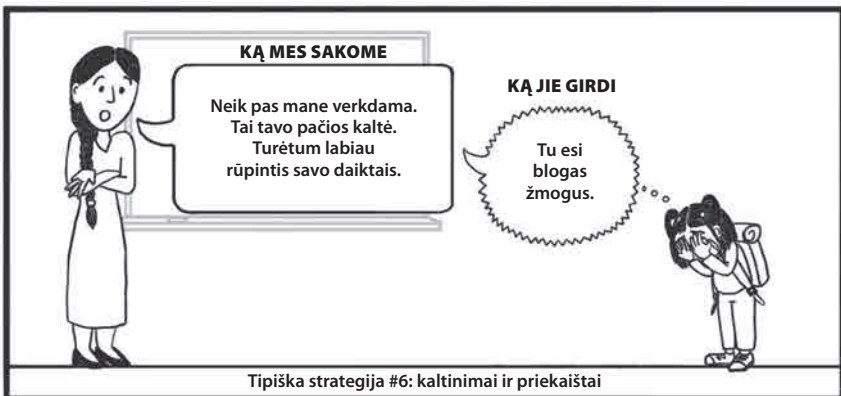 KĄ MES SAKOME
Neik pas mane verkdama.
Tai tavo pačios kaltė.
Turėtum labiau
rūpintis savo daiktais.
KĄ JIE GIRDI
Tu esi
blogas
žmogus.
Tipiška strategija #6: kaltinimai ir priekaištai